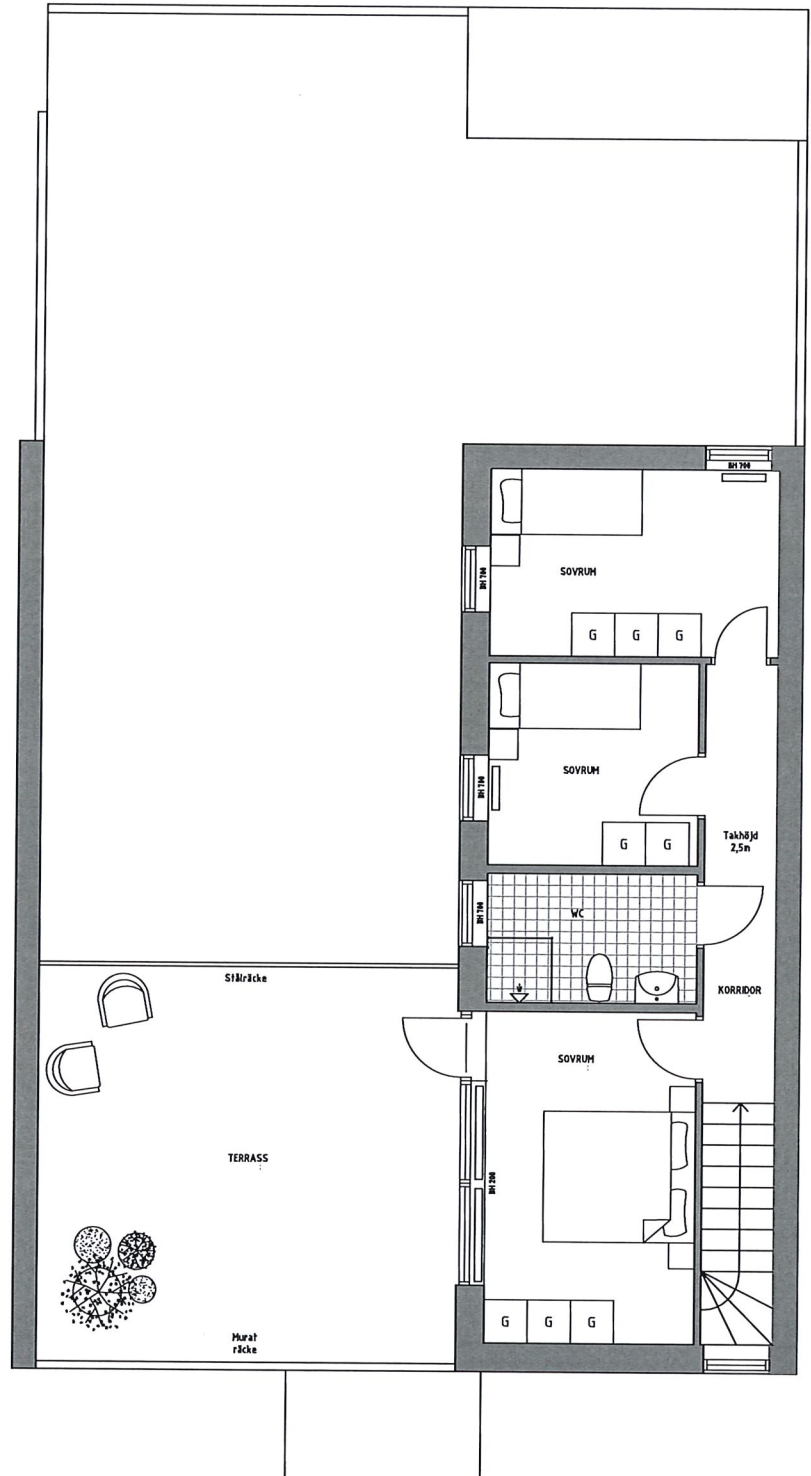 BH 700
SOVRUM
BH 700
G G G
SOVRUM
BH 700
G G
Takhöjd
2,5m
BH 700
WC
KORRIDOR
Stålräcke
SOVRUM
TERRASS
BH 200
G G G
Murat
räcke